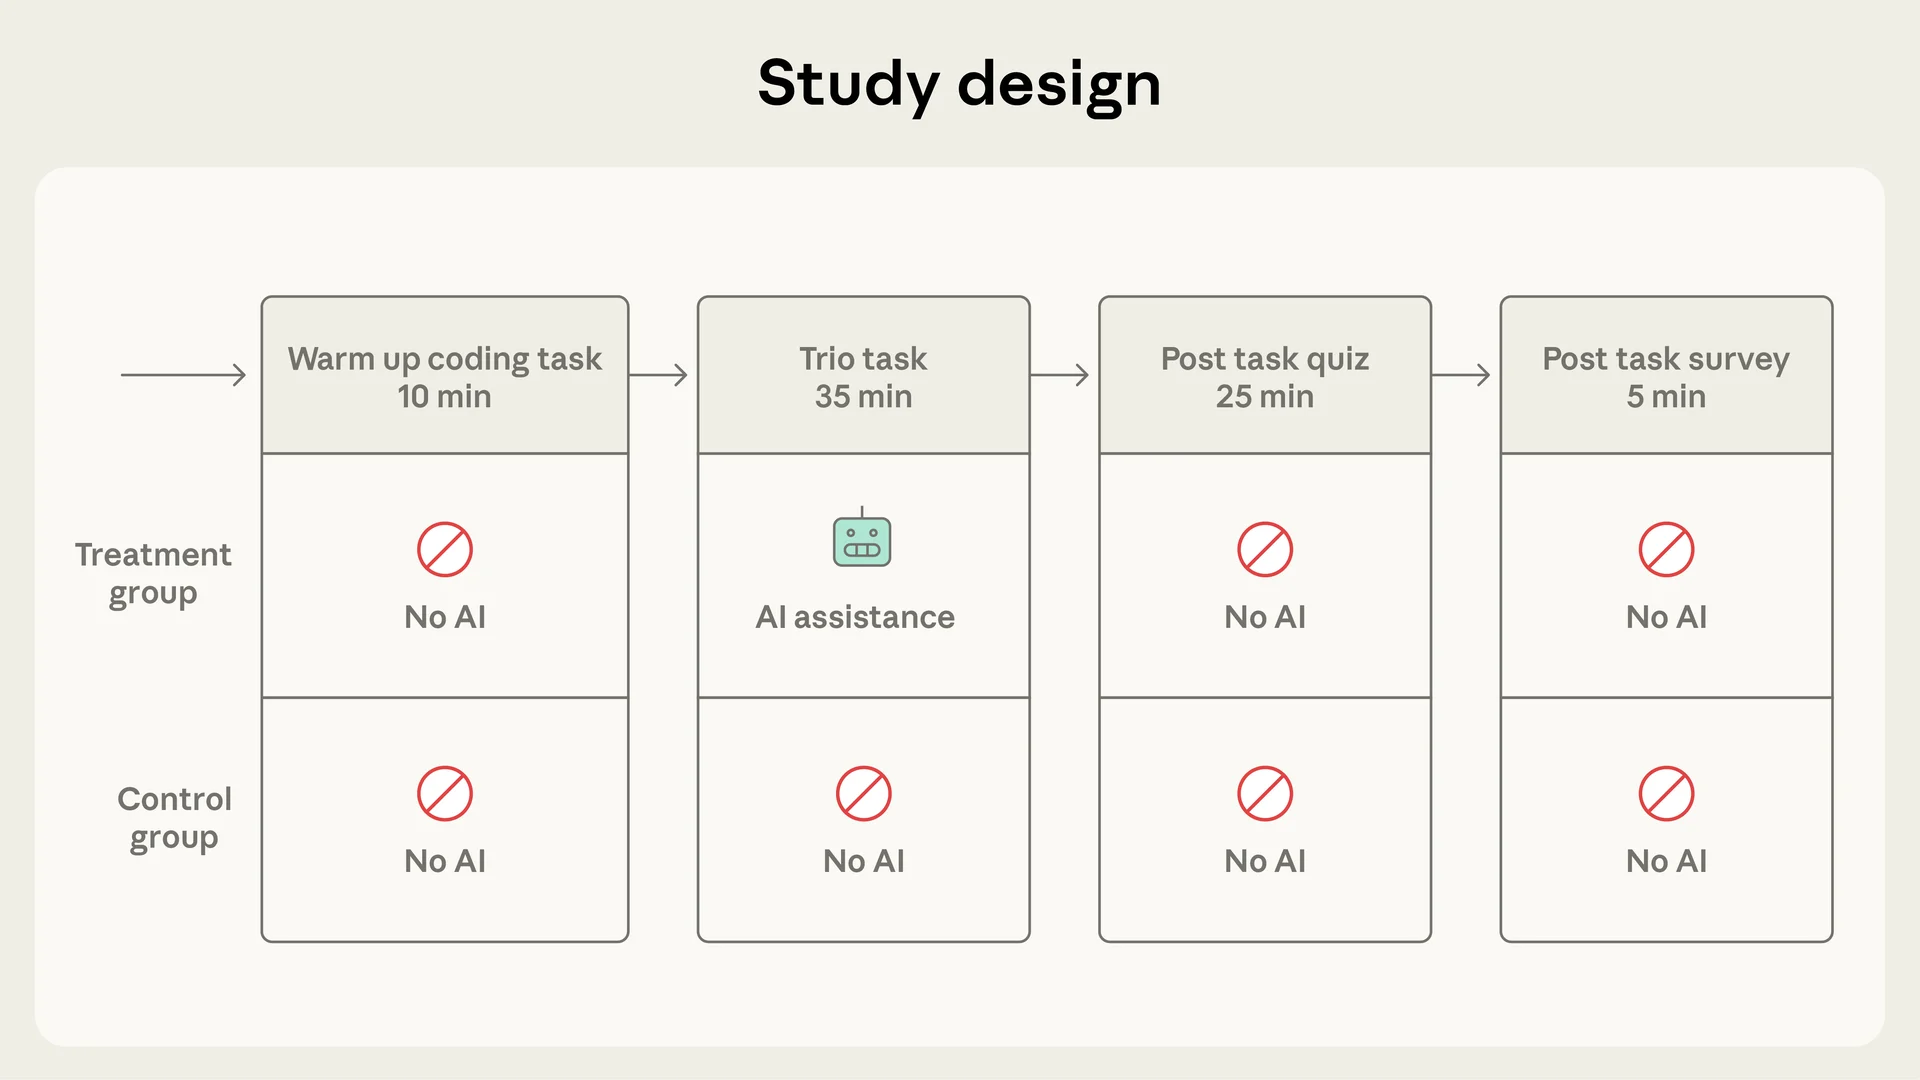 Study design
Warm up coding task
10 min
Trio task
35 min
Post task quiz
25 min
Post task survey
5 min
Treatment
group
No AI
AI assistance
No AI
No AI
Control
group
No AI
No AI
No AI
No AI